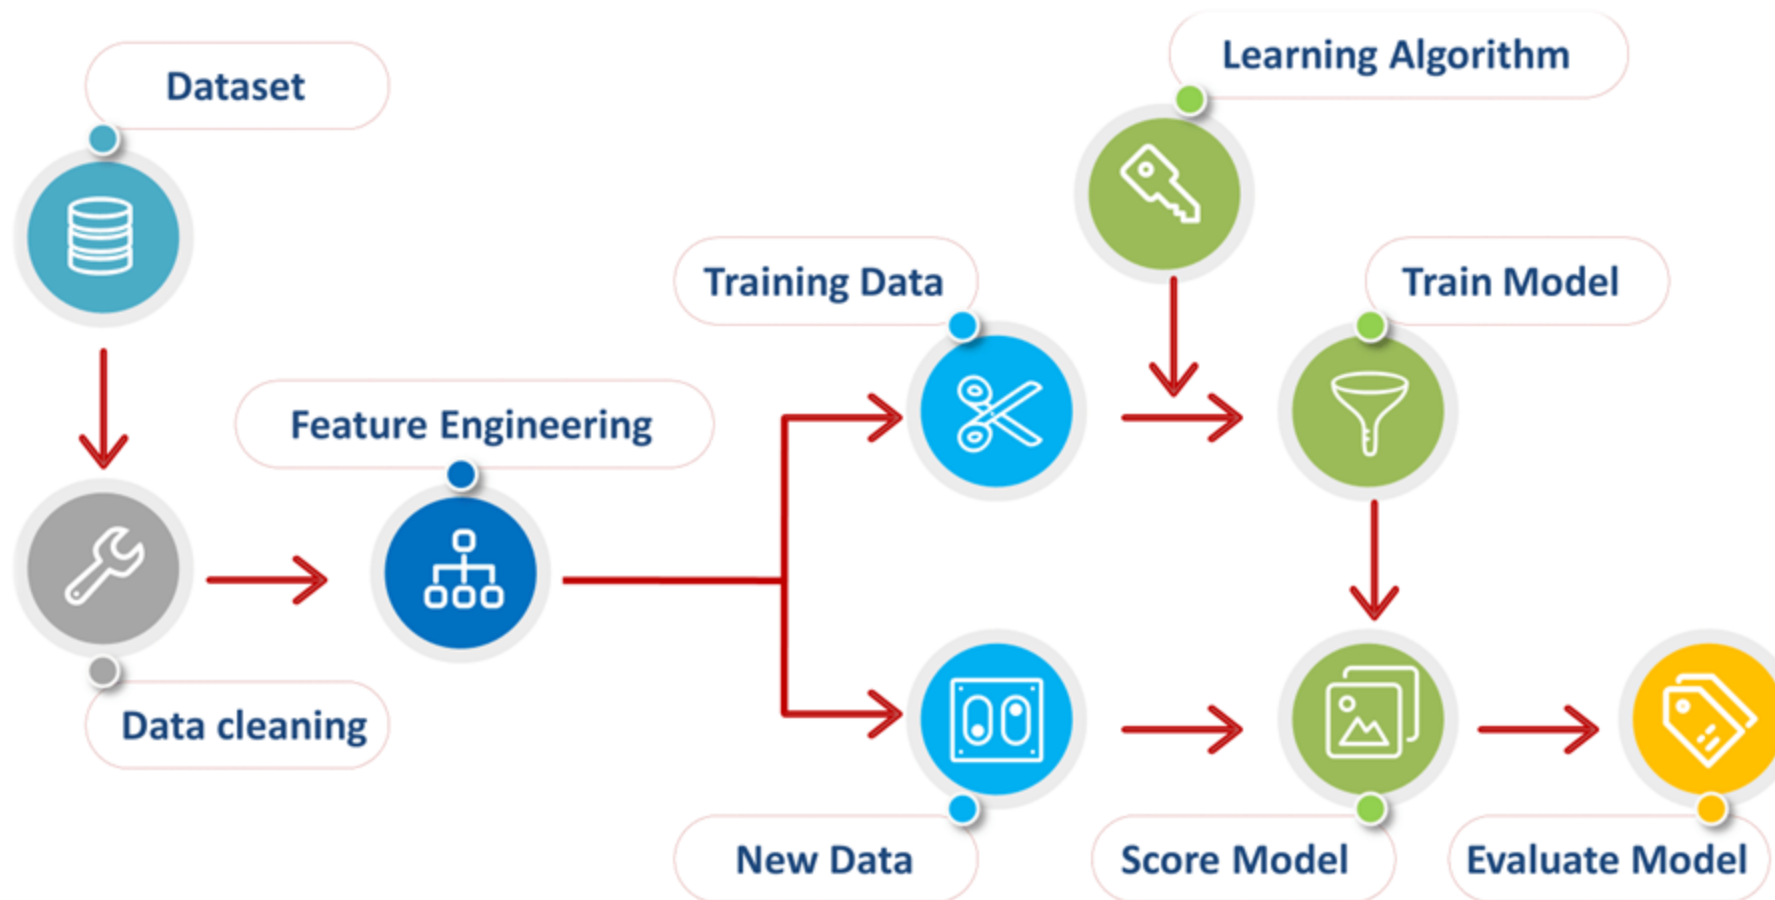 Dataset
Learning Algorithm
Training Data
Train Model
Feature Engineering
Data cleaning
New Data
Score Model
Evaluate Model